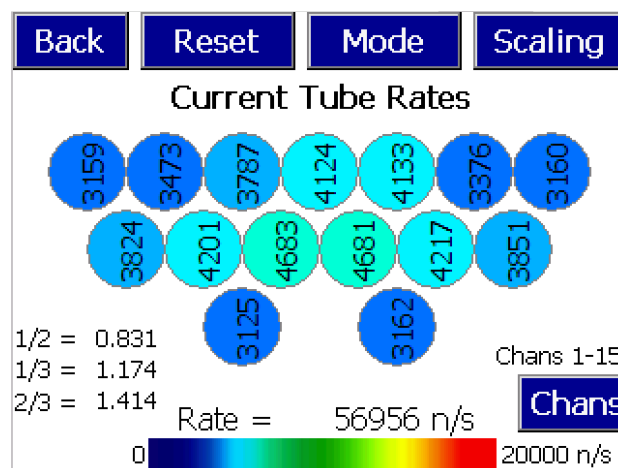 Back Reset Mode Scaling
Current Tube Rates
3159 3473 3787 4124 4133 3376 3160
3824 4201 4683 4681 4217 3851
3125 3162
1/2 = 0.831
1/3 = 1.174
2/3 = 1.414
Chans 1-15
Chans
Rate = 56956 n/s
0 20000 n/s